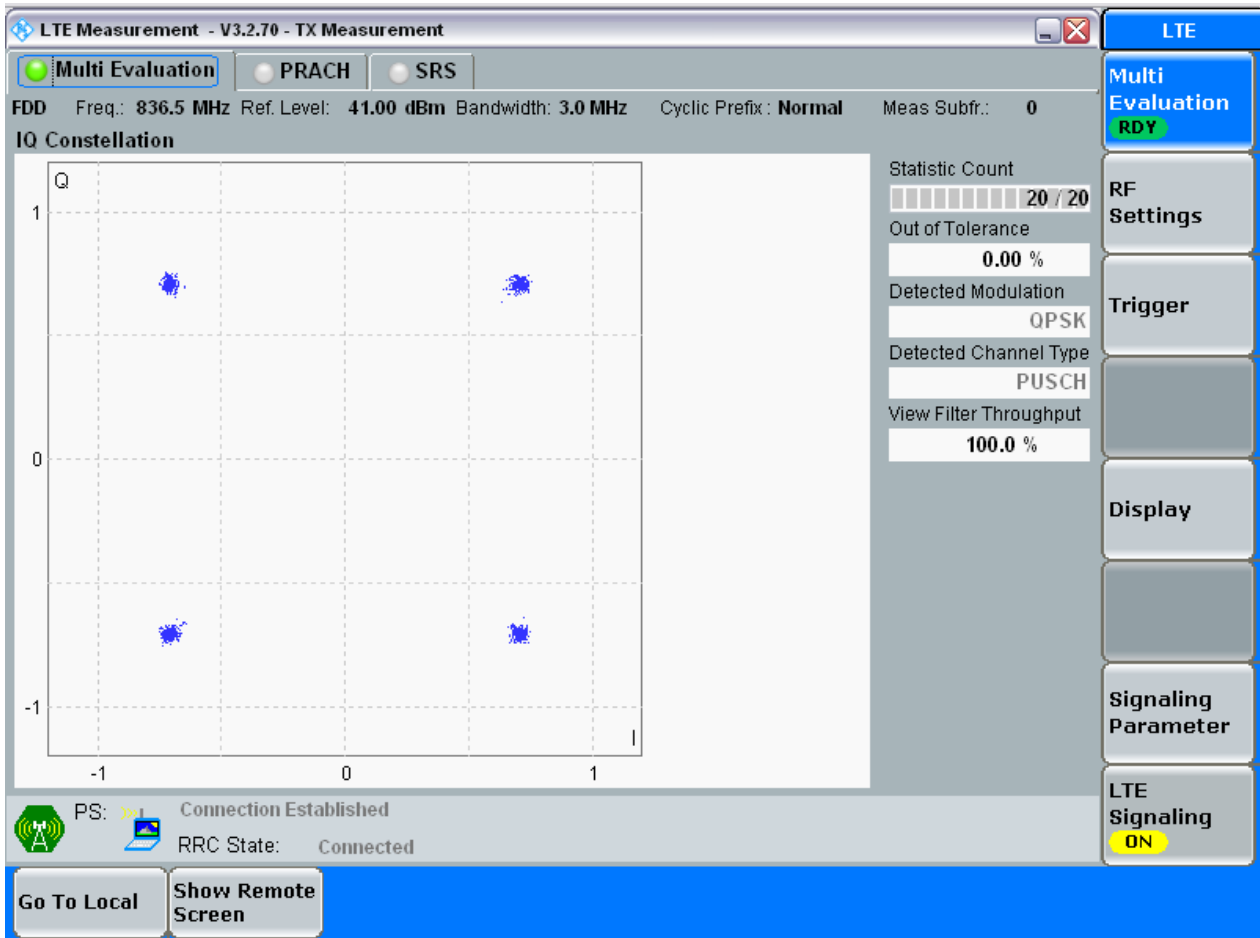 LTE Measurement - V3.2.70 - TX Measurement
LTE
Multi Evaluation PRACH SRS
FDD Freq.: 836.5 MHz Ref. Level: 41.00 dBm Bandwidth: 3.0 MHz Cyclic Prefix : Normal Meas Subfr.: 0
IQ Constellation
Q
1
0
-1
I
-1 0 1
Statistic Count
20 / 20
Out of Tolerance
0.00 %
Detected Modulation
QPSK
Detected Channel Type
PUSCH
View Filter Throughput
100.0 %
Multi
Evaluation
RDY
RF
Settings
Trigger
Display
Signaling
Parameter
LTE
Signaling
ON
PS: Connection Established
RRC State: Connected
Go To Local
Show Remote
Screen